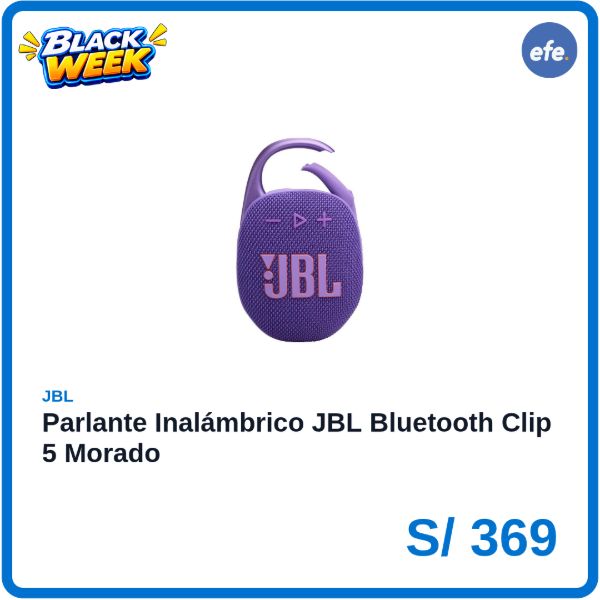 BLACK
WEEK
efe.
JBL
JBL
Parlante Inalámbrico JBL Bluetooth Clip
5 Morado
S/ 369